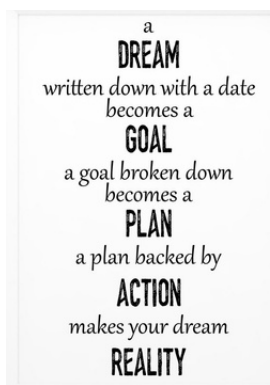 a
DREAM
written down with a date
becomes a
GOAL
a goal broken down
becomes a
PLAN
a plan backed by
ACTION
makes your dream
REALITY